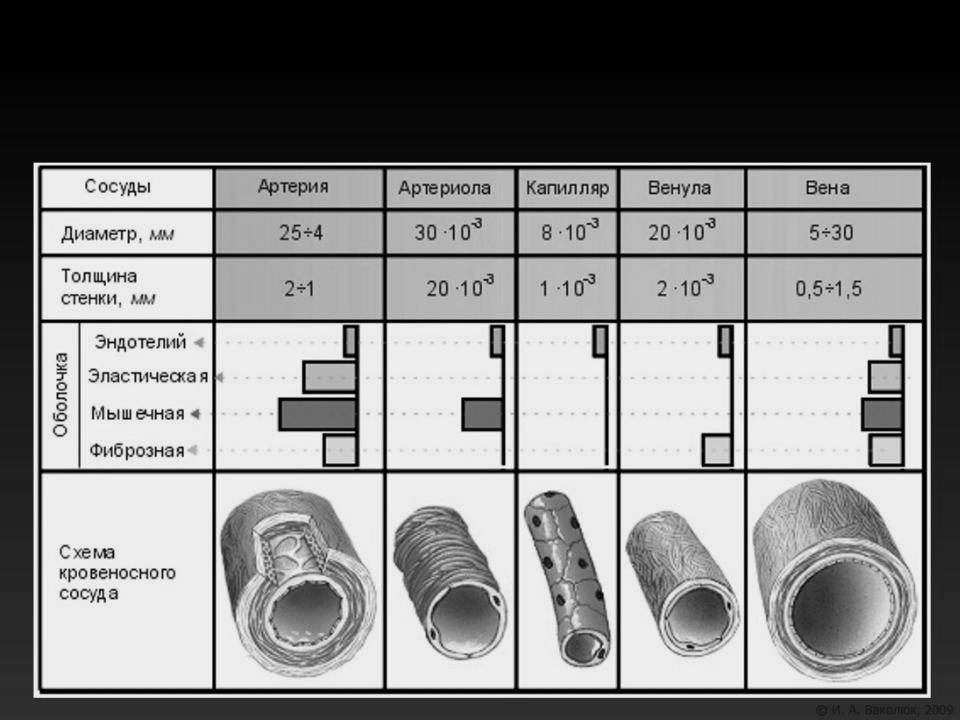 Сосуды Артерия Артериола Капилляр Венула Вена
Диаметр, мм 25÷4 30 ·10⁻³ 8 ·10⁻³ 20 ·10⁻³ 5÷30
Толщина
стенки, мм 2÷1 20 ·10⁻³ 1 ·10⁻³ 2 ·10⁻³ 0,5÷1,5
Оболочка
Эндотелий
Эластическая
Мышечная
Фиброзная
Схема
кровеносного
сосуда
© И. А. Ваколюк, 2009